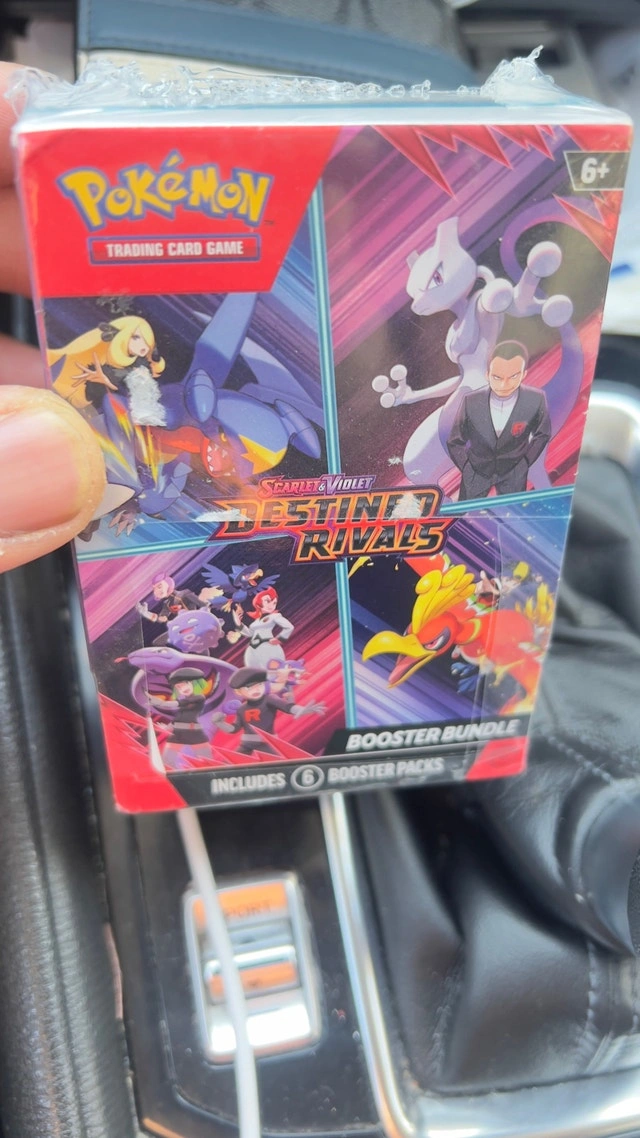 POKéMON
TRADING CARD GAME
6+
SCARLET & VIOLET
DESTINED
RIVALS
R
BOOSTER BUNDLE
INCLUDES 6 BOOSTER PACKS